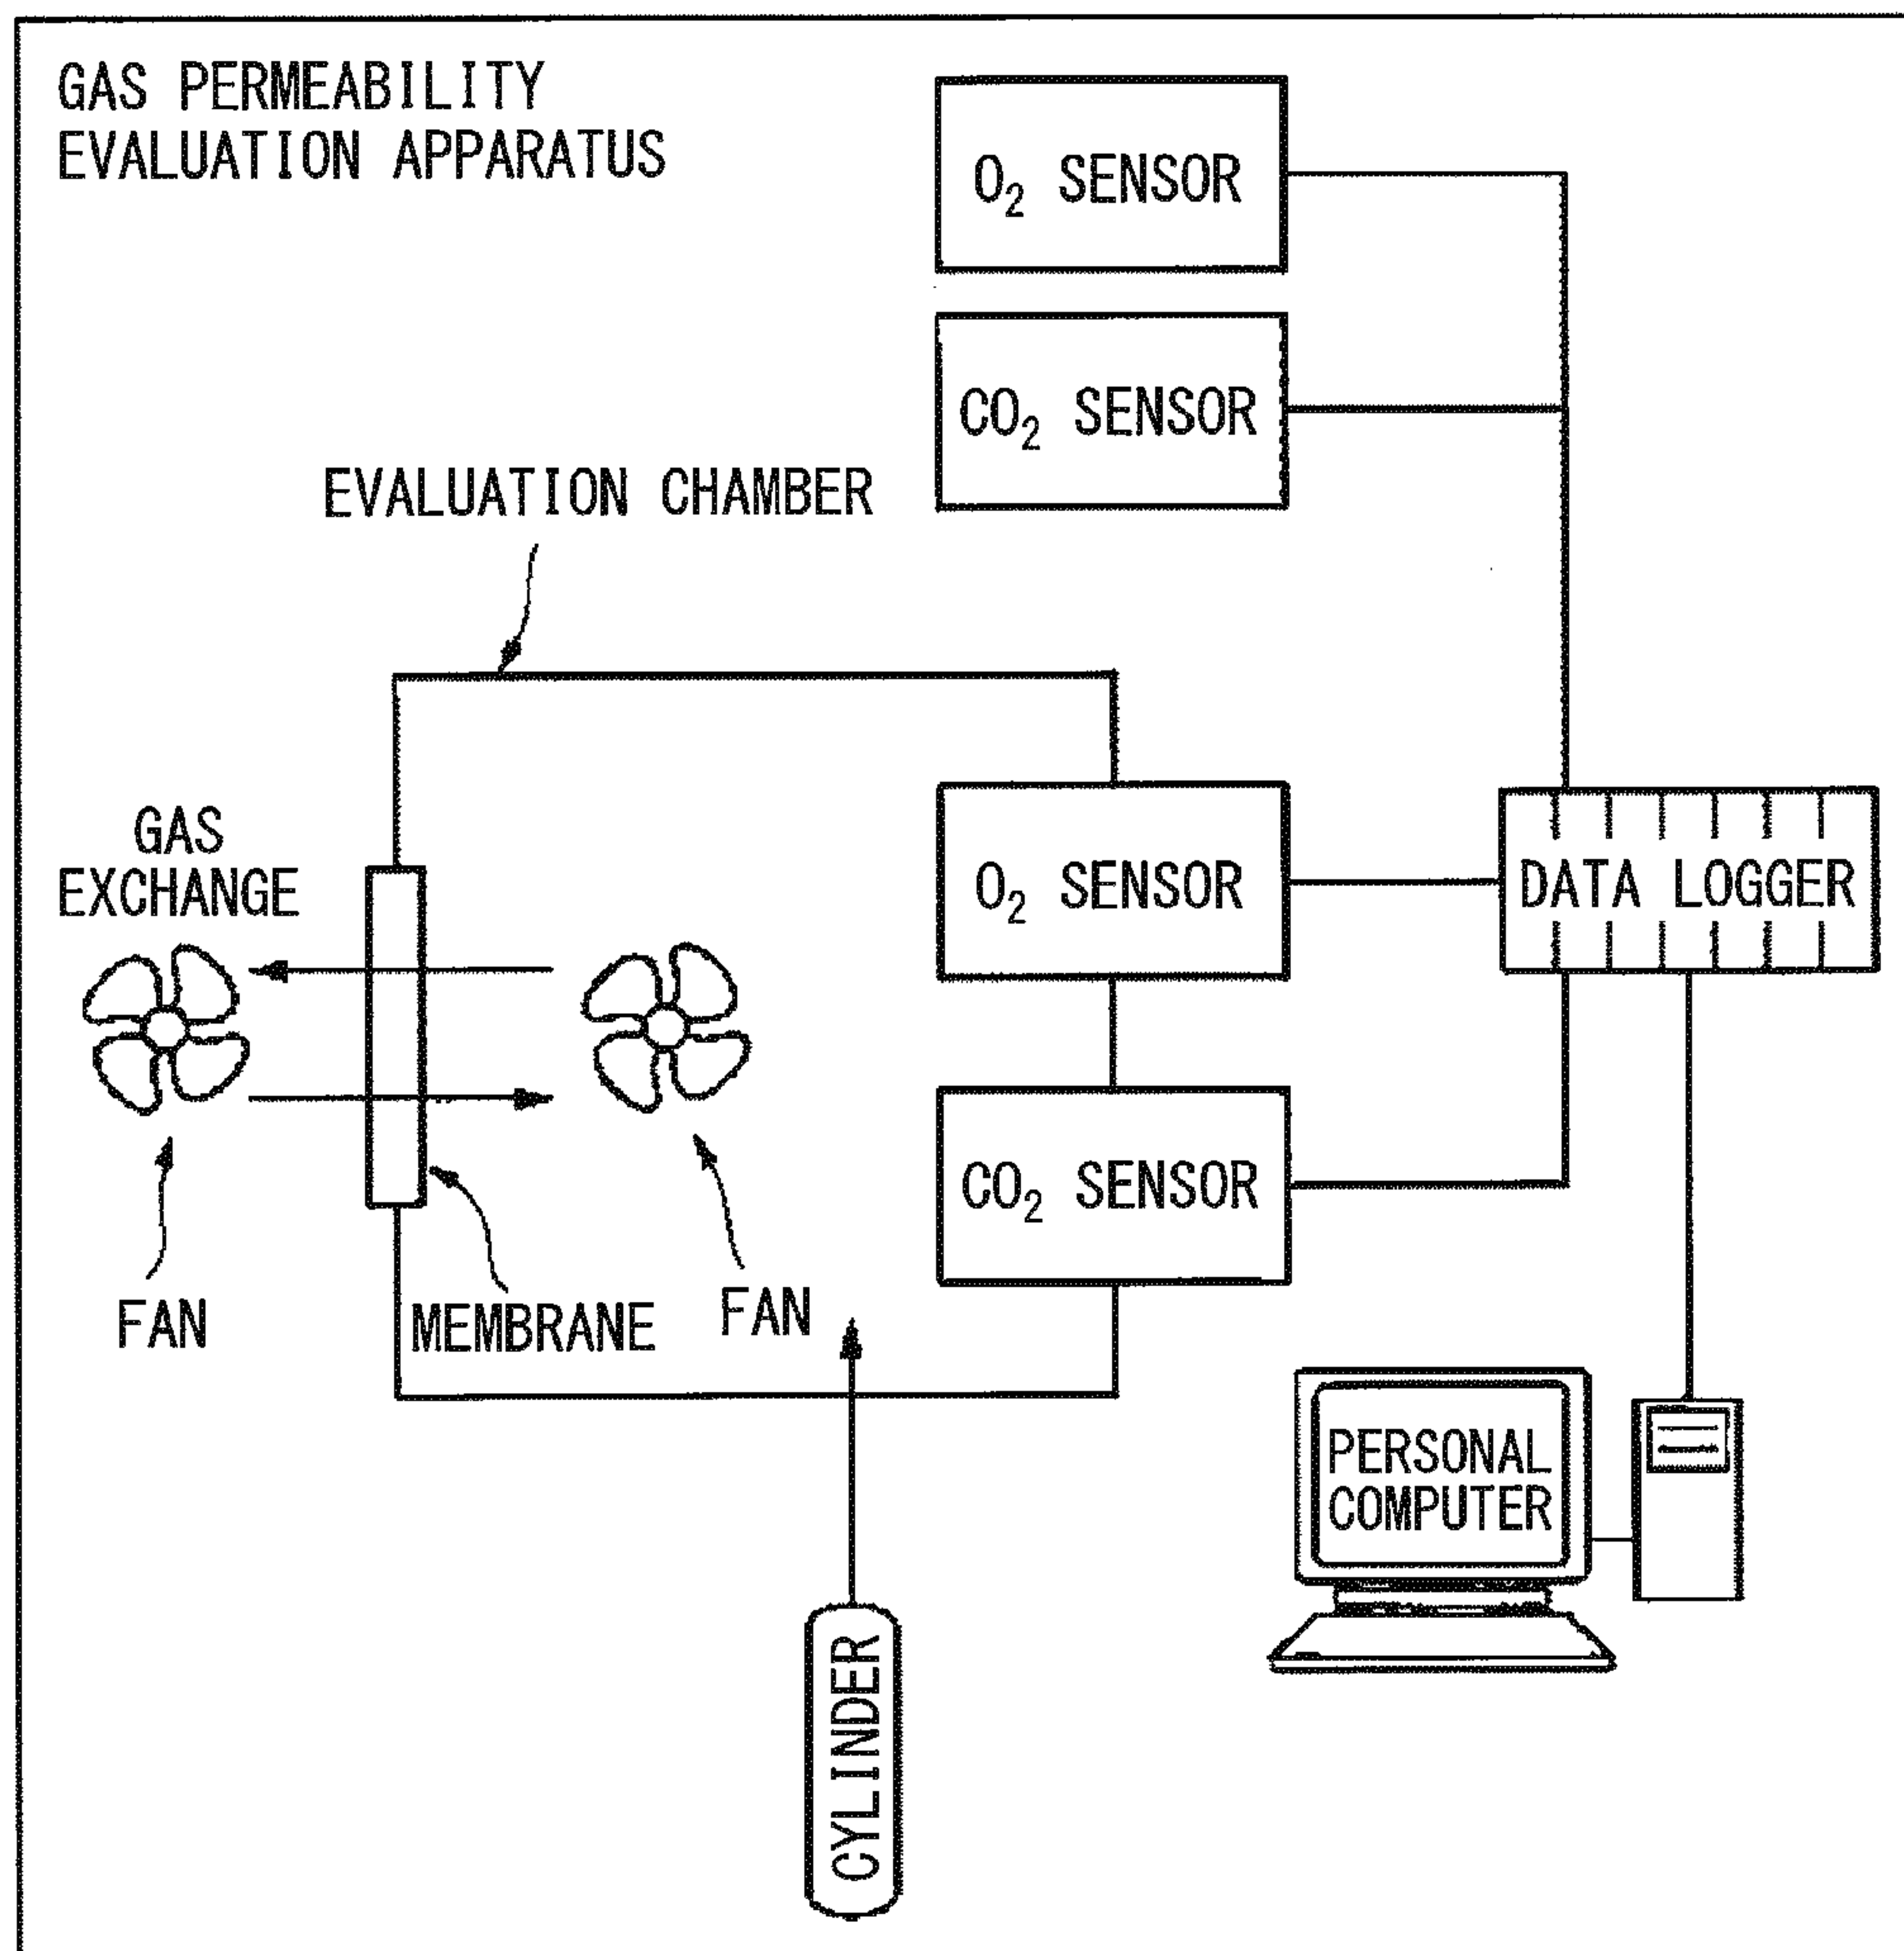 GAS PERMEABILITY
EVALUATION APPARATUS
O₂ SENSOR
CO₂ SENSOR
EVALUATION CHAMBER
GAS
EXCHANGE
O₂ SENSOR
DATA LOGGER
CO₂ SENSOR
FAN
MEMBRANE
FAN
PERSONAL
COMPUTER
CYLINDER